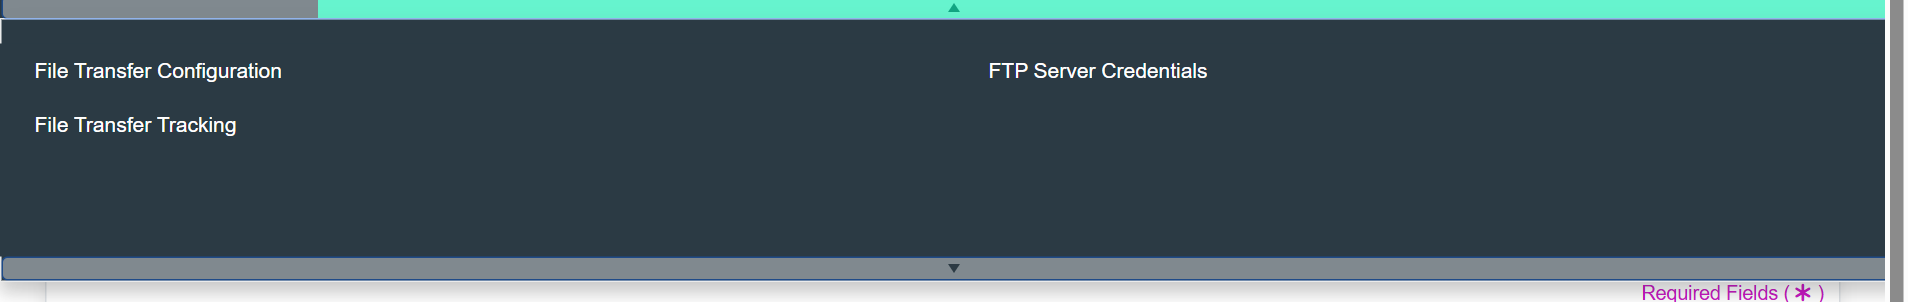 File Transfer Configuration
FTP Server Credentials
File Transfer Tracking
Required Fields ( * )